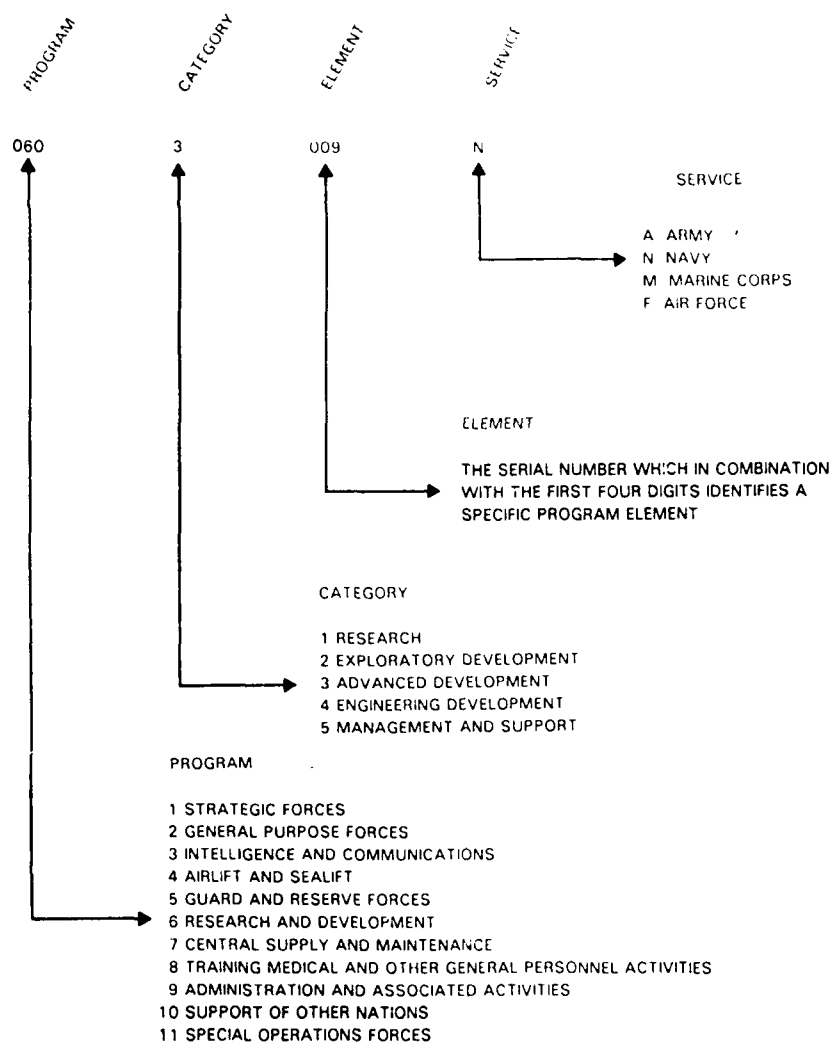 PROGRAM CATEGORY ELEMENT SERVICE
060 3 009 N
SERVICE
A ARMY
N NAVY
M MARINE CORPS
F AIR FORCE
ELEMENT
THE SERIAL NUMBER WHICH IN COMBINATION
WITH THE FIRST FOUR DIGITS IDENTIFIES A
SPECIFIC PROGRAM ELEMENT
CATEGORY
1 RESEARCH
2 EXPLORATORY DEVELOPMENT
3 ADVANCED DEVELOPMENT
4 ENGINEERING DEVELOPMENT
5 MANAGEMENT AND SUPPORT
PROGRAM
1 STRATEGIC FORCES
2 GENERAL PURPOSE FORCES
3 INTELLIGENCE AND COMMUNICATIONS
4 AIRLIFT AND SEALIFT
5 GUARD AND RESERVE FORCES
6 RESEARCH AND DEVELOPMENT
7 CENTRAL SUPPLY AND MAINTENANCE
8 TRAINING MEDICAL AND OTHER GENERAL PERSONNEL ACTIVITIES
9 ADMINISTRATION AND ASSOCIATED ACTIVITIES
10 SUPPORT OF OTHER NATIONS
11 SPECIAL OPERATIONS FORCES